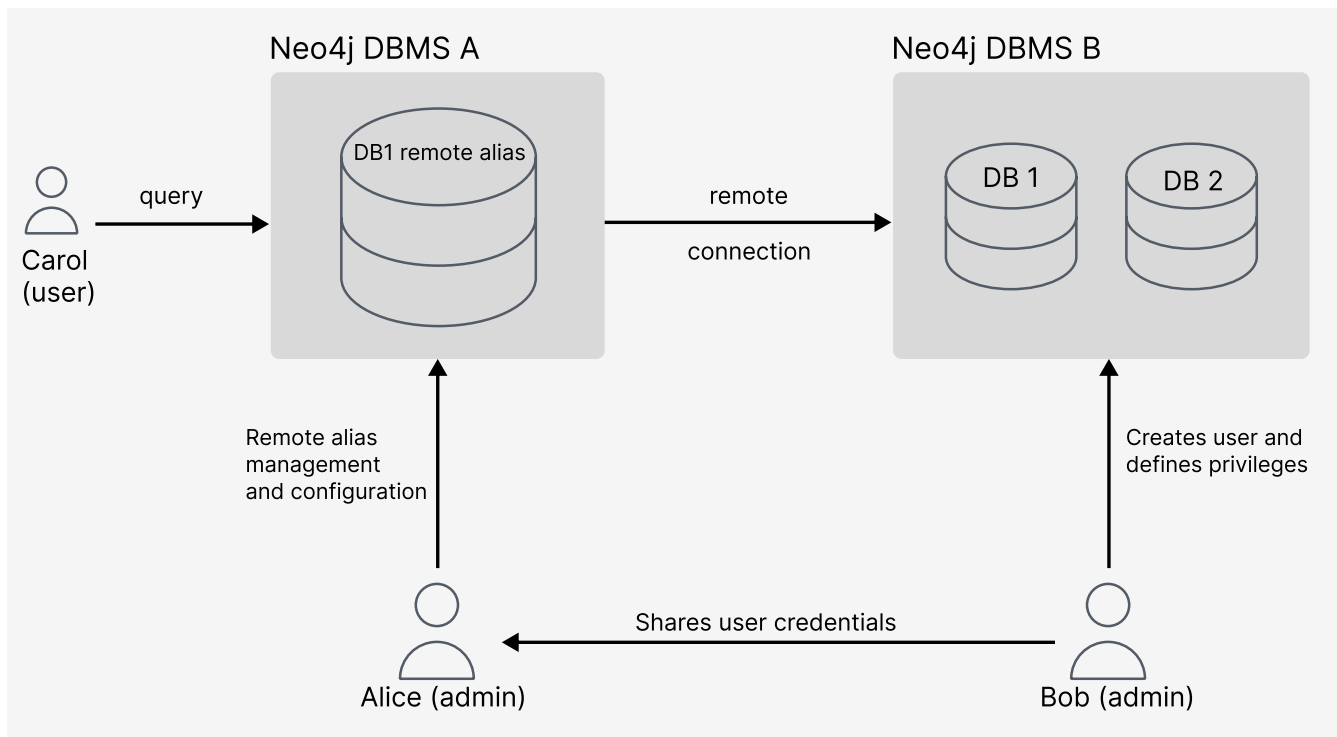 Neo4j DBMS A
Neo4j DBMS B
DB1 remote alias
DB 1
DB 2
query
remote
connection
Carol
(user)
Remote alias
management
and configuration
Creates user and
defines privileges
Shares user credentials
Alice (admin)
Bob (admin)